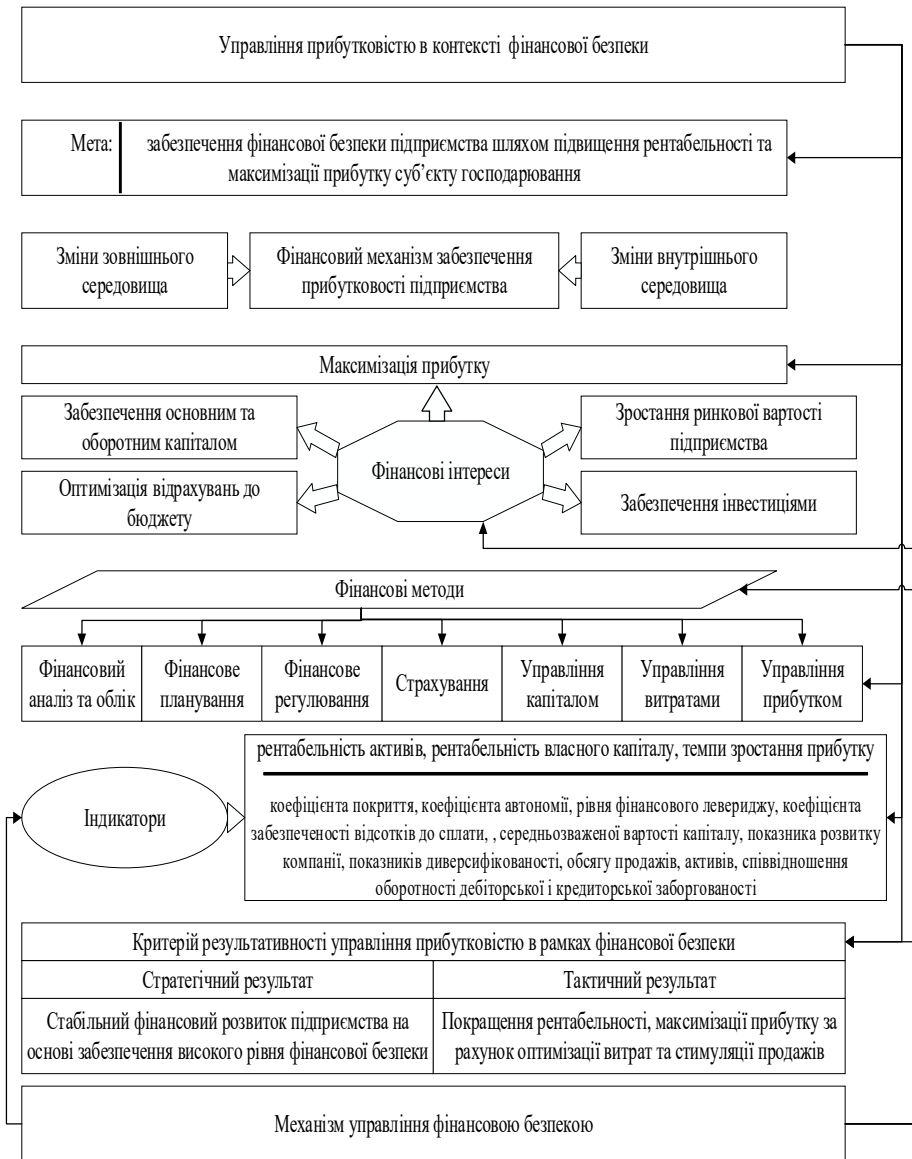 Управління прибутковістю в контексті фінансової безпеки
Мета:
забезпечення фінансової безпеки підприємства шляхом підвищення рентабельності та
максимізації прибутку суб’єкту господарювання
Зміни зовнішнього
середовища
Фінансовий механізм забезпечення
прибутковості підприємства
Зміни внутрішнього
середовища
Максимізація прибутку
Забезпечення основним та
оборотним капіталом
Зростання ринкової вартості
підприємства
Фінансові інтереси
Оптимізація відрахувань до
бюджету
Забезпечення інвестиціями
Фінансові методи
Фінансовий
аналіз та облік
Фінансове
планування
Фінансове
регулювання
Страхування
Управління
капіталом
Управління
витратами
Управління
прибутком
Індикатори
рентабельність активів, рентабельність власного капіталу, темпи зростання прибутку
коефіцієнта покриття, коефіцієнта автономії, рівня фінансового левериджу, коефіцієнта
забезпеченості відсотків до сплати, , середньозваженої вартості капіталу, показника розвитку
компанії, показників диверсифікованості, обсягу продажів, активів, співвідношення
оборотності дебіторської і кредиторської заборгованості
Критерій результативності управління прибутковістю в рамках фінансової безпеки
Стратегічний результат
Тактичний результат
Стабільний фінансовий розвиток підприємства на
основі забезпечення високого рівня фінансової безпеки
Покращення рентабельності, максимізації прибутку за
рахунок оптимізації витрат та стимуляції продажів
Механізм управління фінансовою безпекою